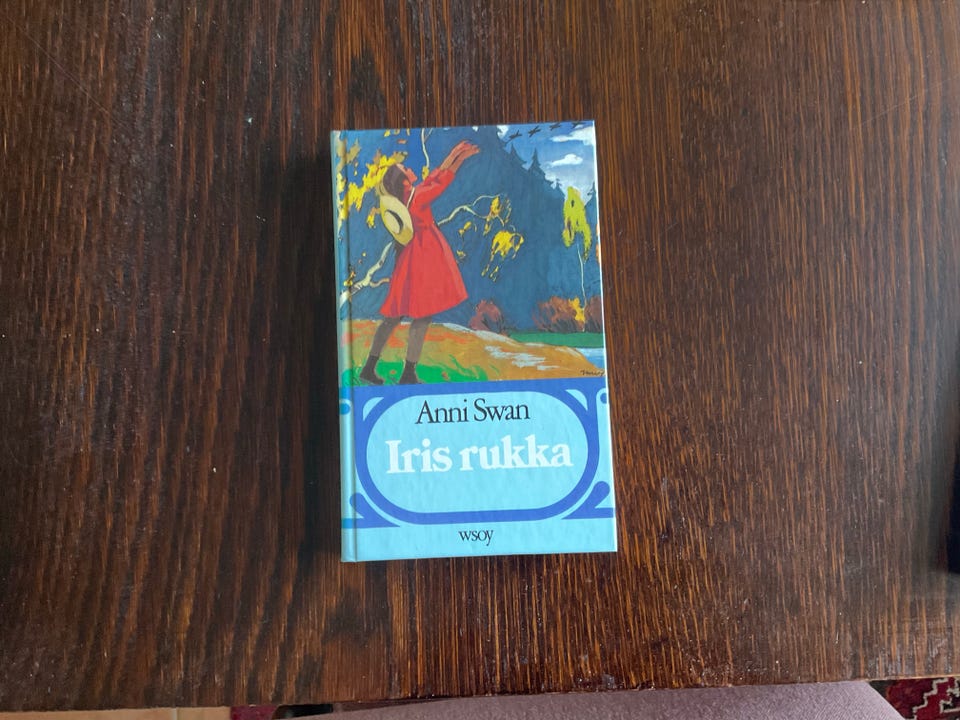 Anni Swan
Iris rukka
wsoy